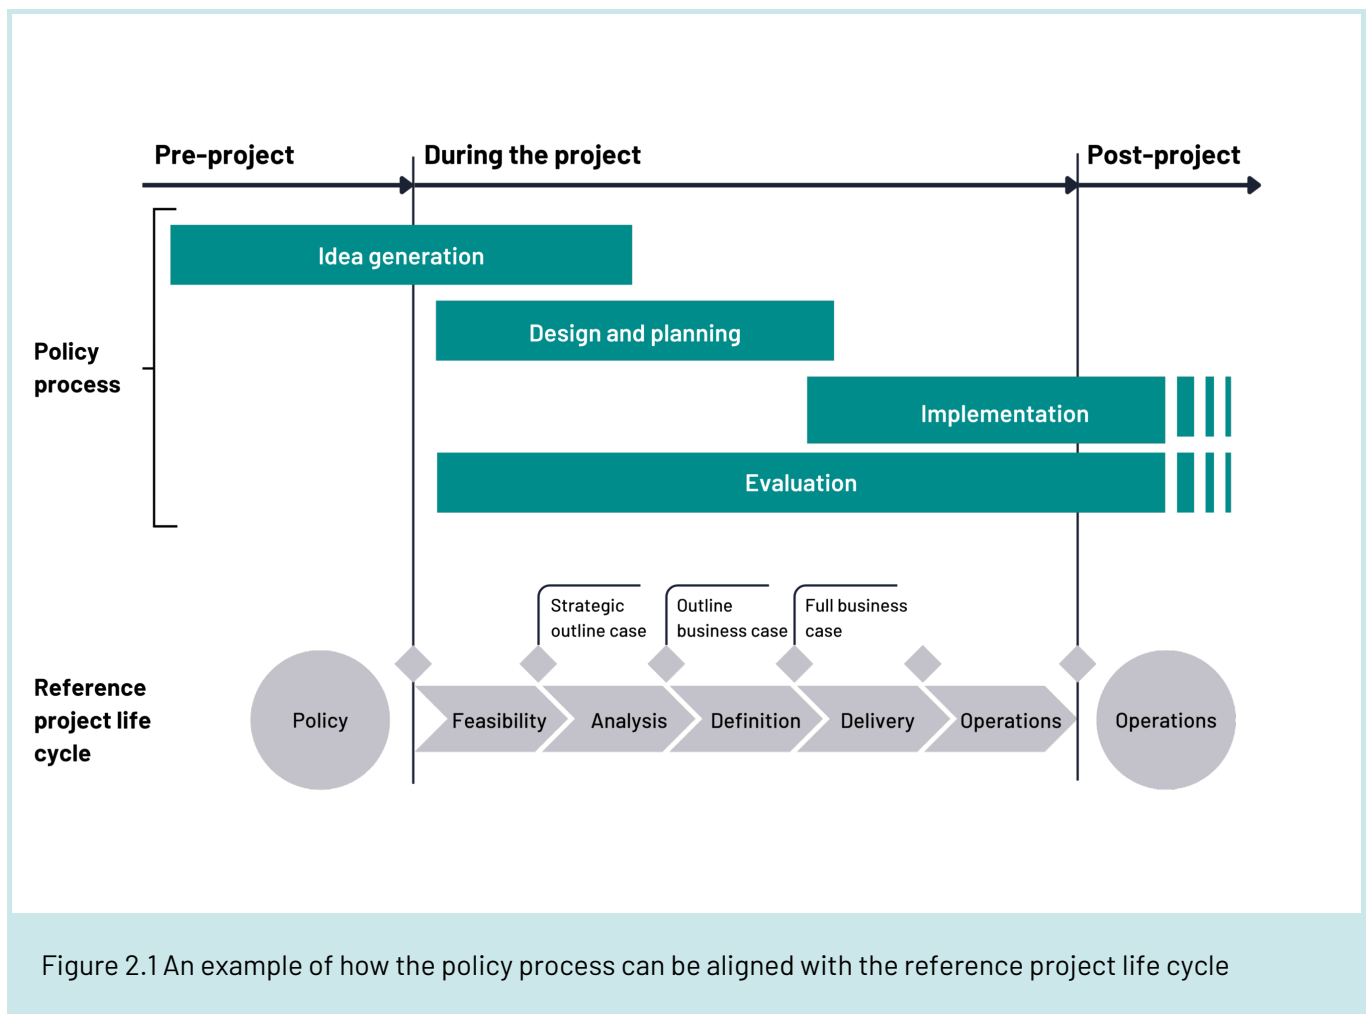 Pre-project
During the project
Post-project
Idea generation
Design and planning
Policy
process
Implementation
Evaluation
Strategic
outline case
Outline
business case
Full business
case
Reference
project life
cycle
Policy
Feasibility
Analysis
Definition
Delivery
Operations
Operations
Figure 2.1 An example of how the policy process can be aligned with the reference project life cycle